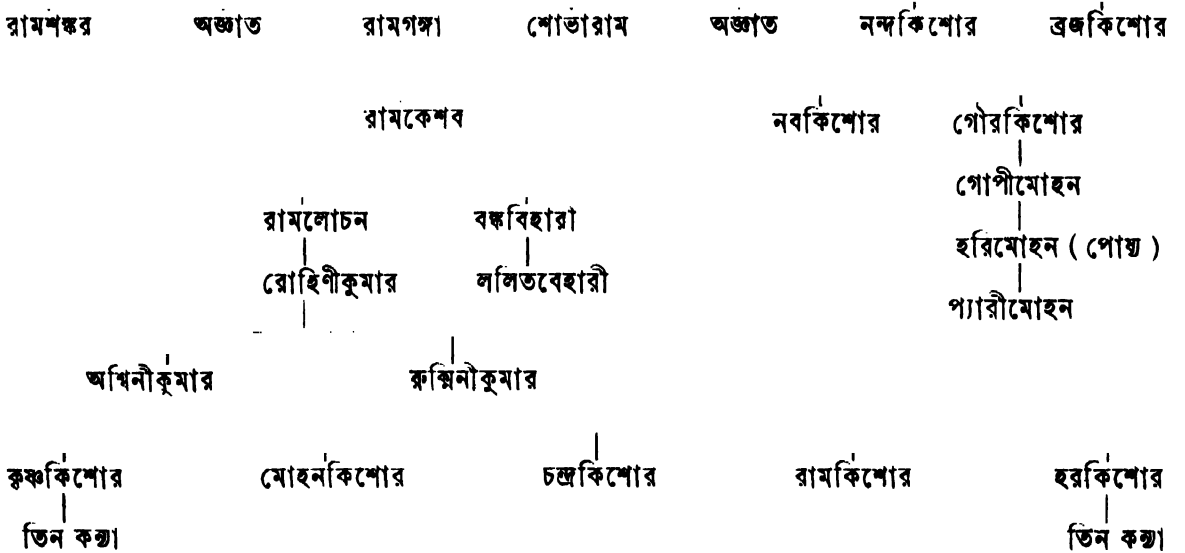 রামশঙ্কর অজ্ঞাত রামগঙ্গা শোভারাম অজ্ঞাত নন্দকিশোর ব্রজকিশোর
রামকেশব নবকিশোর গৌরকিশোর
গোপীমোহন
রামলোচন বঙ্কবিহারী
হরিমোহন ( পোষ্য )
রোহিণীকুমার ললিতবেহারী
প্যারীমোহন
অশ্বিনীকুমার রুক্মিনীকুমার
কৃষ্ণকিশোর মোহনকিশোর চন্দ্রকিশোর রামকিশোর হরকিশোর
তিন কন্যা তিন কন্যা